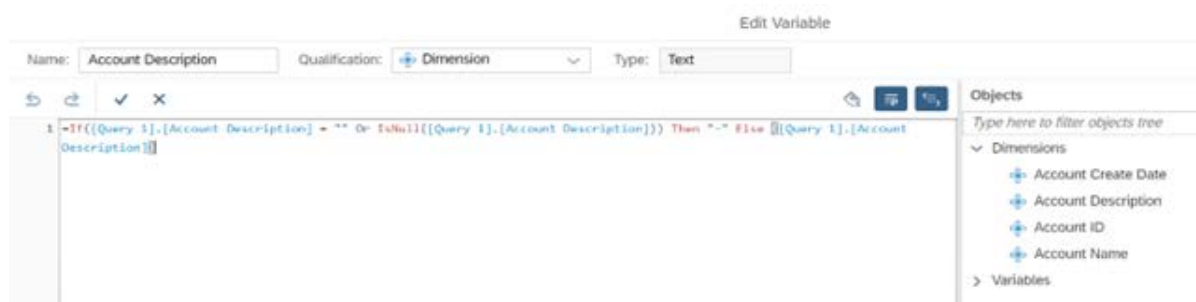 Edit Variable
Name: Account Description Qualification: Dimension Type: Text
Objects
1 =If([Query 1].[Account Description] = "" Or IsNull([Query 1].[Account Description])) Then "-" Else [[Query 1].[Account
Description]]
Type here to filter objects tree
Dimensions
Account Create Date
Account Description
Account ID
Account Name
Variables